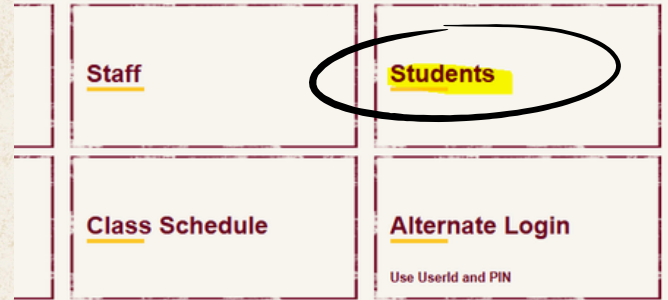 Staff
Students
Class Schedule
Alternate Login
Use UserId and PIN